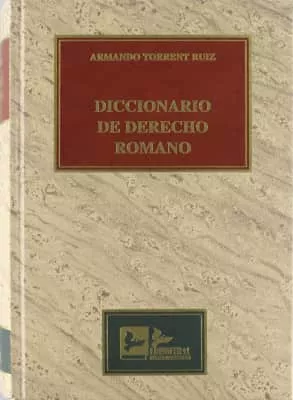 ARMANDO TORRENT RUIZ
DICCIONARIO
DE DERECHO
ROMANO